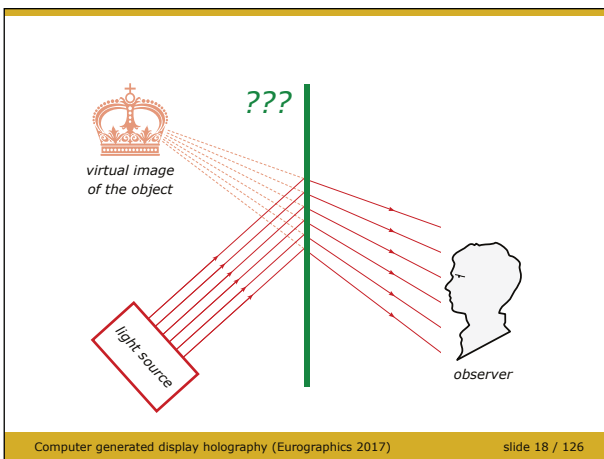 ???
virtual image
of the object
light source
observer
Computer generated display holography (Eurographics 2017)
slide 18 / 126